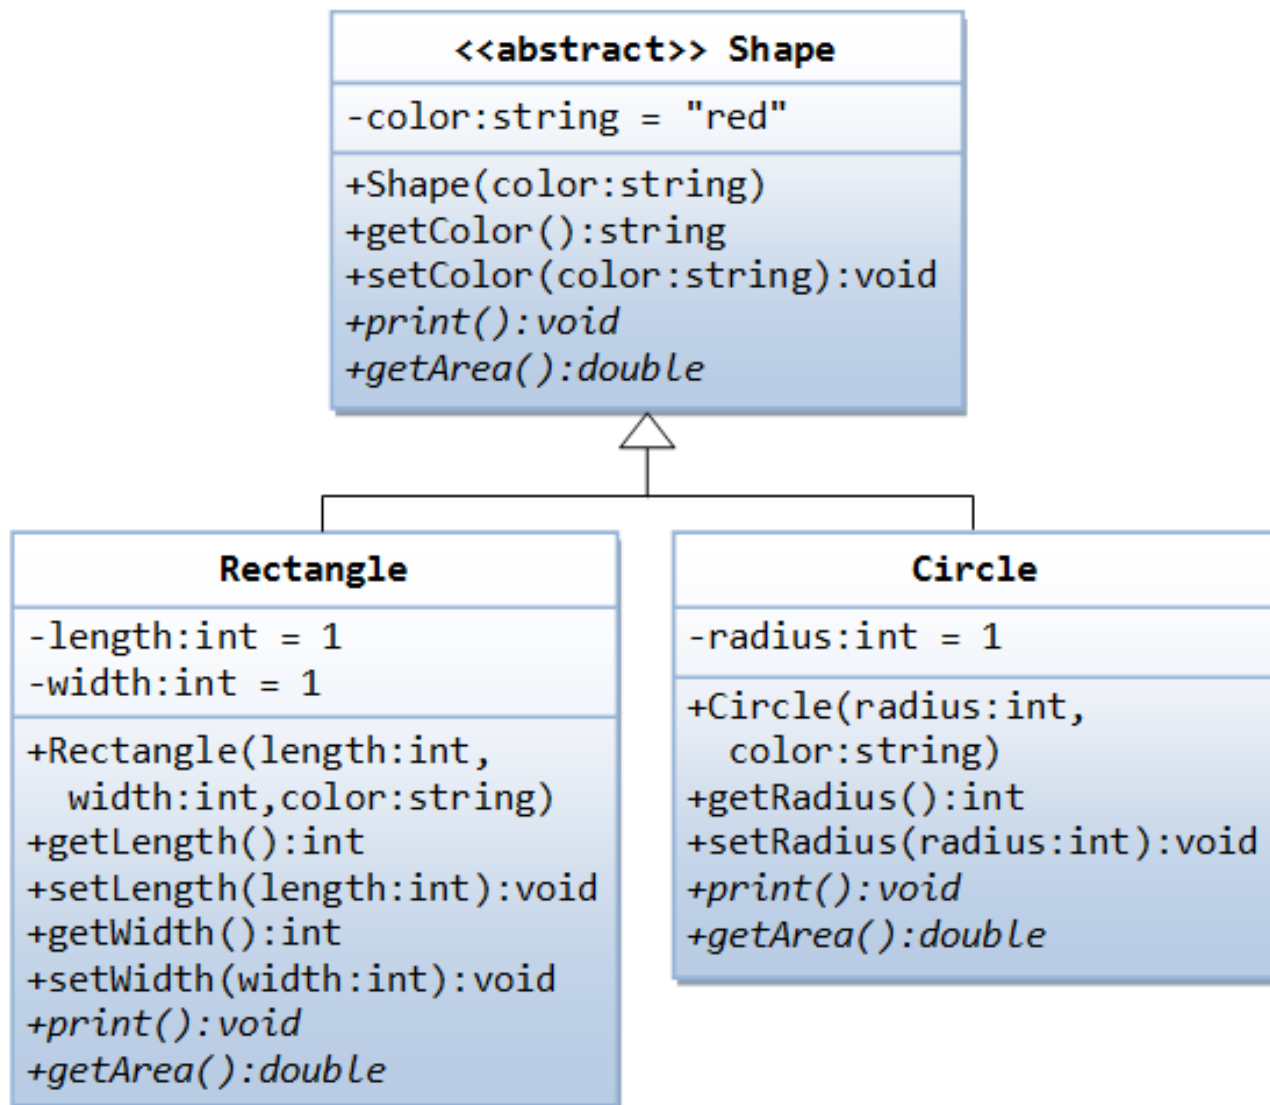 <<abstract>> Shape
-color:string = "red"
+Shape(color:string)
+getColor():string
+setColor(color:string):void
+print():void
+getArea():double
Rectangle
-length:int = 1
-width:int = 1
+Rectangle(length:int,
width:int,color:string)
+getLength():int
+setLength(length:int):void
+getWidth():int
+setWidth(width:int):void
+print():void
+getArea():double
Circle
-radius:int = 1
+Circle(radius:int,
color:string)
+getRadius():int
+setRadius(radius:int):void
+print():void
+getArea():double